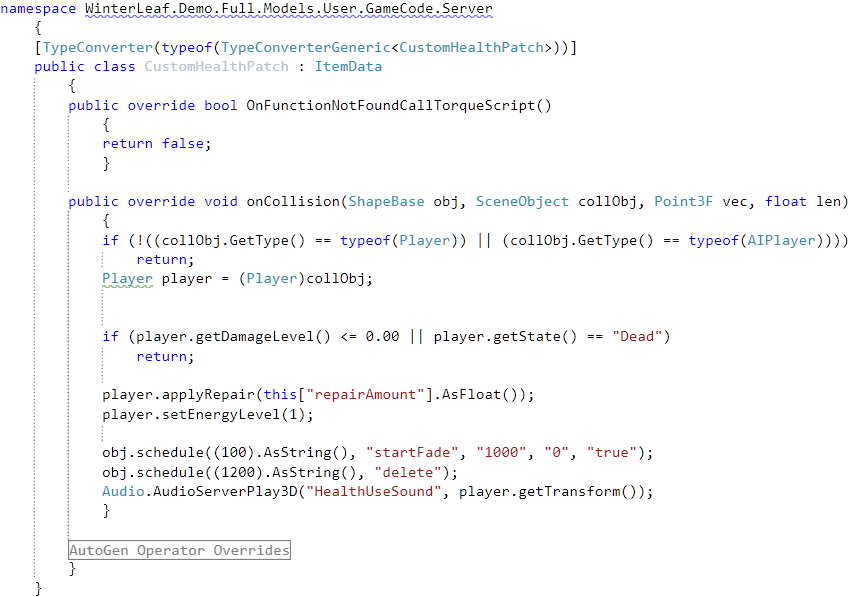 namespace WinterLeaf.Demo.Full.Models.User.GameCode.Server
{
[TypeConverter(typeof(TypeConverterGeneric<CustomHealthPatch>))]
public class CustomHealthPatch : ItemData
{
public override bool OnFunctionNotFoundCallTorqueScript()
{
return false;
}
public override void onCollision(ShapeBase obj, SceneObject collObj, Point3F vec, float len)
{
if (!((collObj.GetType() == typeof(Player)) || (collObj.GetType() == typeof(AIPlayer))))
return;
Player player = (Player)collObj;
if (player.getDamageLevel() <= 0.00 || player.getState() == "Dead")
return;
player.applyRepair(this["repairAmount"].AsFloat());
player.setEnergyLevel(1);
obj.schedule((100).AsString(), "startFade", "1000", "0", "true");
obj.schedule((1200).AsString(), "delete");
Audio.AudioServerPlay3D("HealthUseSound", player.getTransform());
}
AutoGen Operator Overrides
}
}